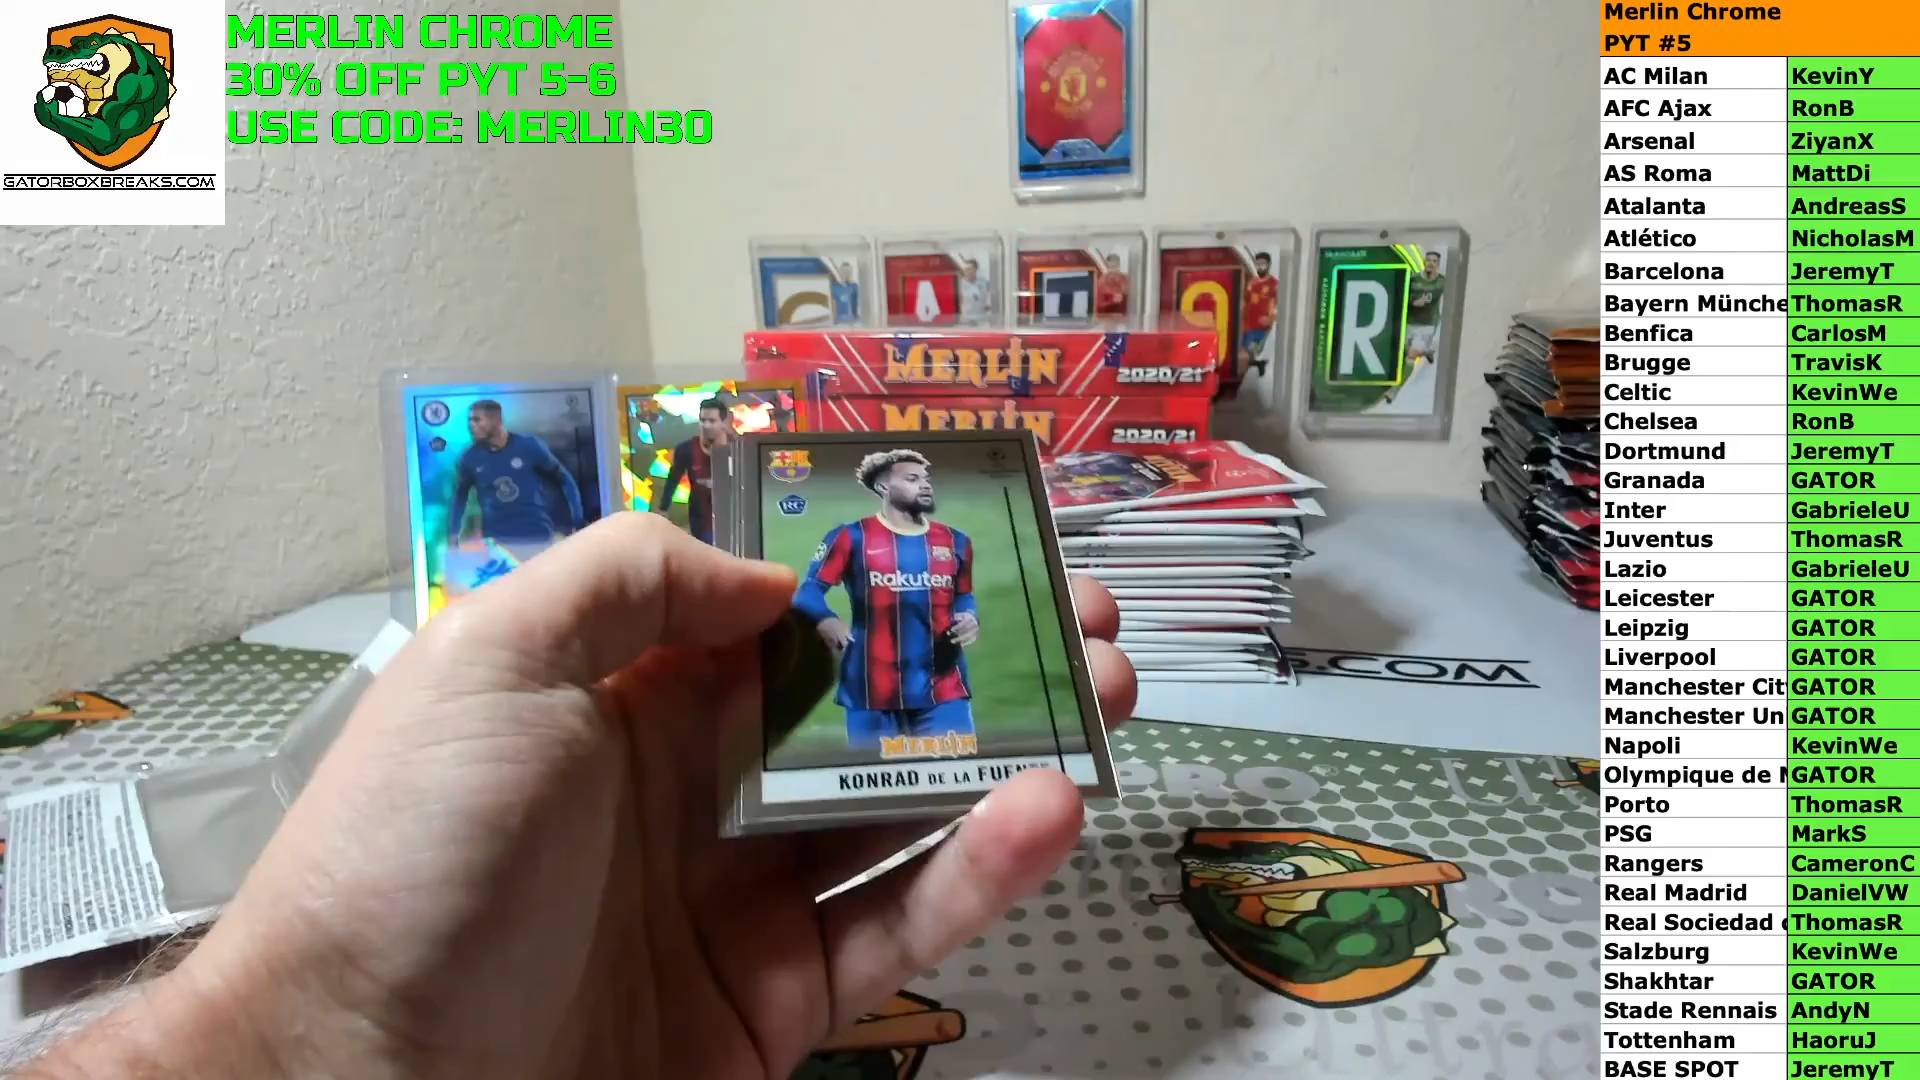 MERLIN CHROME
30% OFF PYT 5-6
USE CODE: MERLIN30
GATORBOXBREAKS.COM
MERLIN
2020/21
MERLIN
2020/21
3
C
A
9
R
RC
Rakuten
MERLIN
KONRAD DE LA
S.COM
PRO
Merlin Chrome
PYT #5
AC Milan KevinY
AFC Ajax RonB
Arsenal ZiyanX
AS Roma MattDi
Atalanta AndreasS
Atlético NicholasM
Barcelona JeremyT
Bayern Münche ThomasR
Benfica CarlosM
Brugge TravisK
Celtic KevinWe
Chelsea RonB
Dortmund JeremyT
Granada GATOR
Inter GabrieleU
Juventus ThomasR
Lazio GabrieleU
Leicester GATOR
Leipzig GATOR
Liverpool GATOR
Manchester Cit GATOR
Manchester Un GATOR
Napoli KevinWe
Olympique de GATOR
Porto ThomasR
PSG MarkS
Rangers CameronC
Real Madrid DanielVW
Real Sociedad ThomasR
Salzburg KevinWe
Shakhtar GATOR
Stade Rennais AndyN
Tottenham HaoruJ
BASE SPOT JeremyT